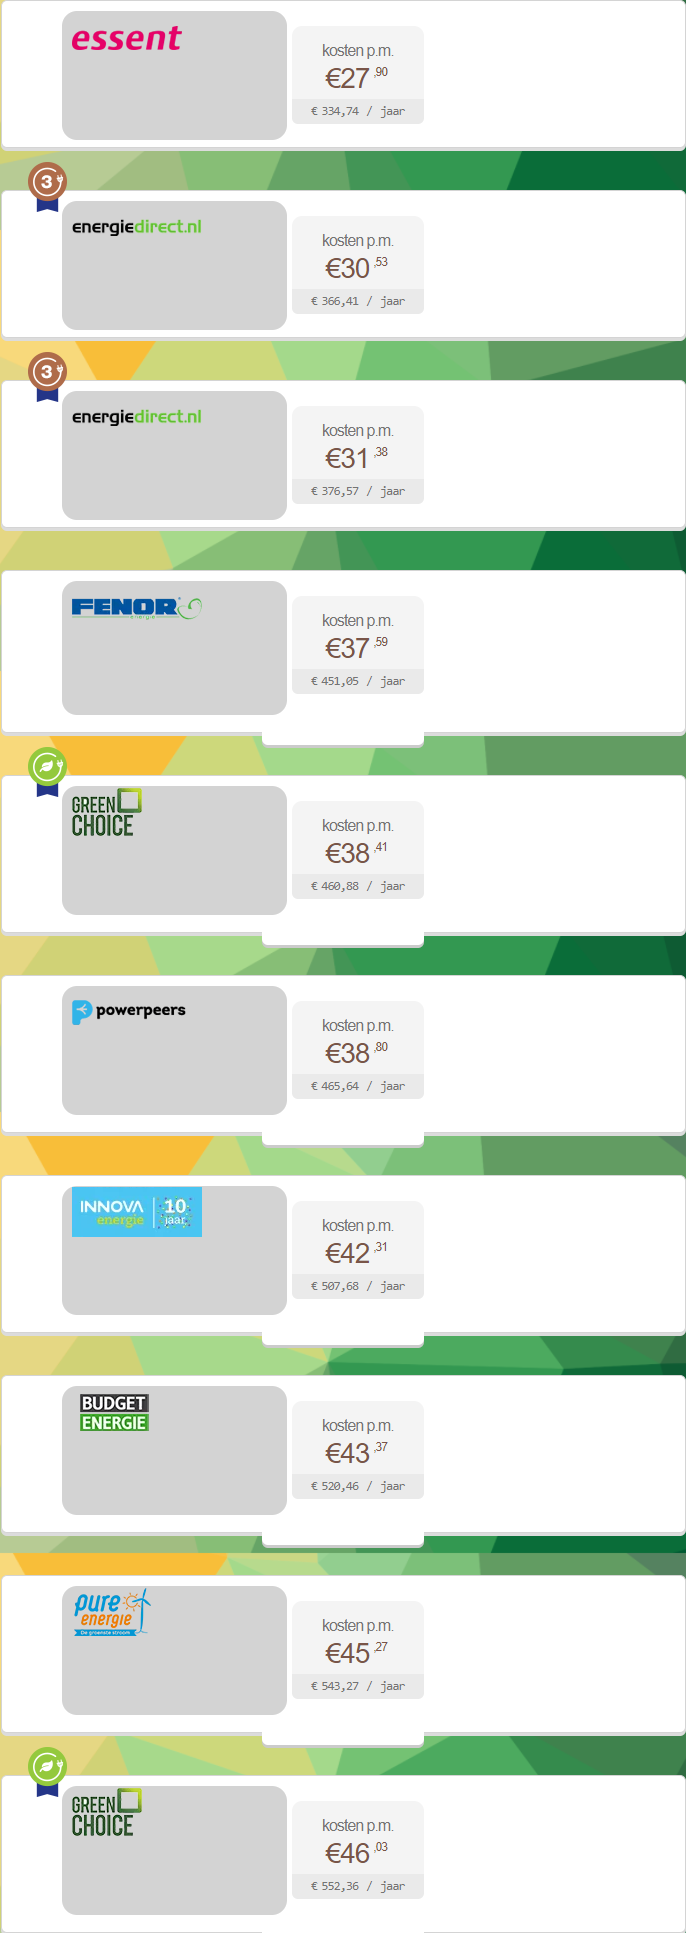 essent
kosten p.m.
€27 ,90
€ 334,74 / jaar
3
energiedirect.nl
kosten p.m.
€30 ,53
€ 366,41 / jaar
3
energiedirect.nl
kosten p.m.
€31 ,38
€ 376,57 / jaar
FENOR
energie
kosten p.m.
€37 ,59
€ 451,05 / jaar
GREEN
CHOICE
kosten p.m.
€38 ,41
€ 460,88 / jaar
powerpeers
kosten p.m.
€38 ,80
€ 465,64 / jaar
INNOVA 10
energie jaar
kosten p.m.
€42 ,31
€ 507,68 / jaar
BUDGET
ENERGIE
kosten p.m.
€43 ,37
€ 520,46 / jaar
pure
energie
De groenste stroom
kosten p.m.
€45 ,27
€ 543,27 / jaar
GREEN
CHOICE
kosten p.m.
€46 ,03
€ 552,36 / jaar